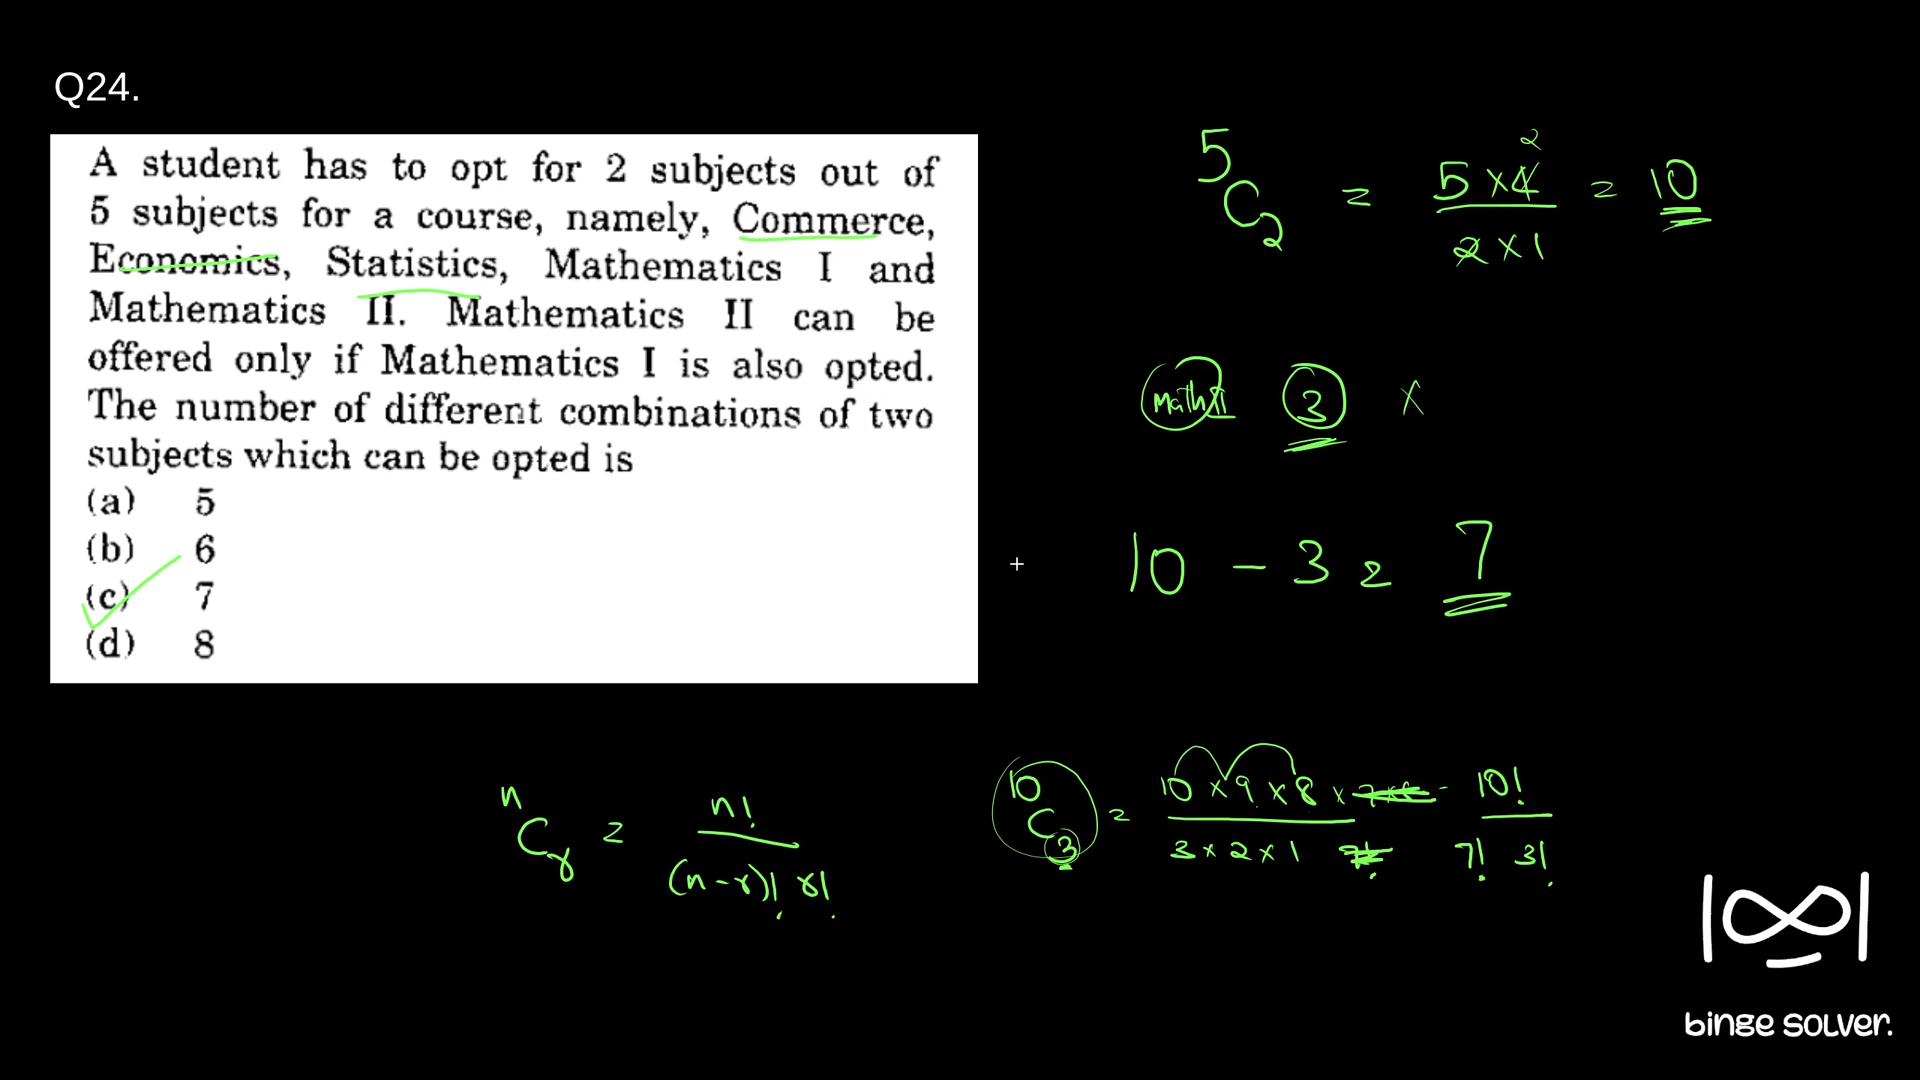 Q24.
A student has to opt for 2 subjects out of
5 subjects for a course, namely, Commerce,
Economics, Statistics, Mathematics I and
Mathematics II. Mathematics II can be
offered only if Mathematics I is also opted.
The number of different combinations of two
subjects which can be opted is
(a) 5
(b) 6
(c) 7
(d) 8
5C2 = 5 × 4 2 / 2 × 1 = 10
Math II 3 ×
10 - 3 = 7
nCr = n! / (n-r)! r!
10C3 = 10 × 9 × 8 × / 3 × 2 × 1 - 10! / 7! 3!
binge solver.